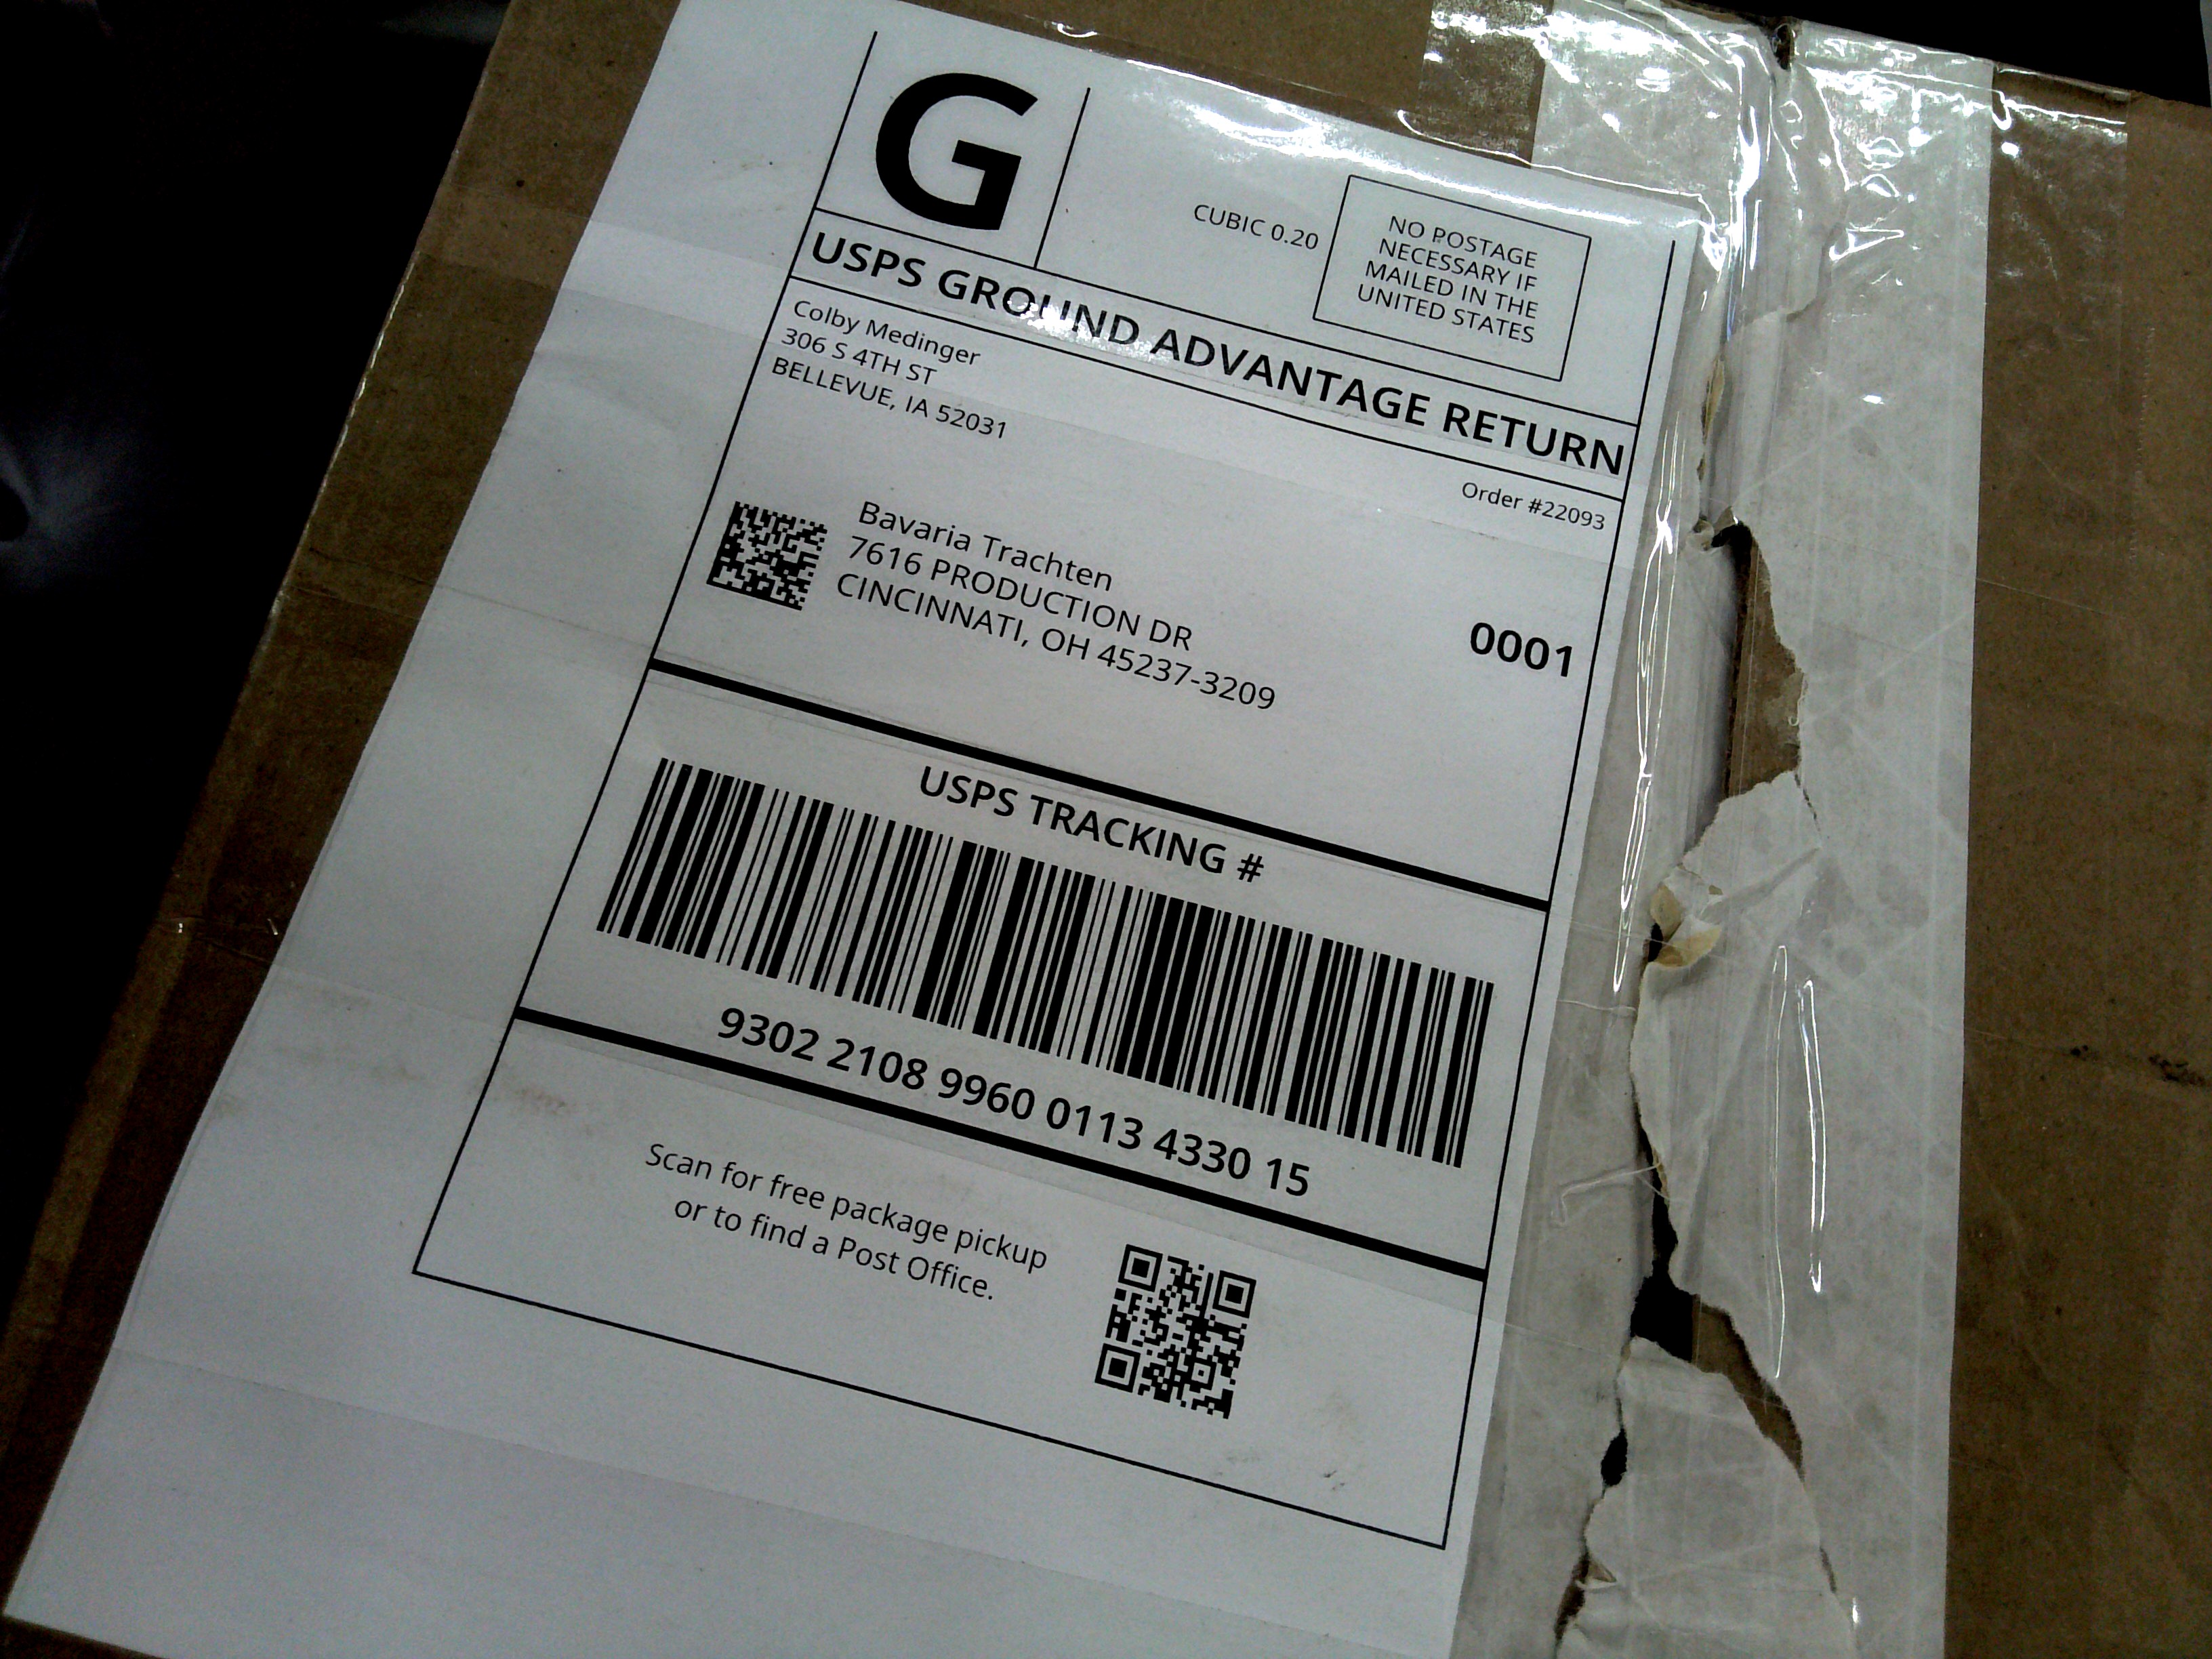 G
CUBIC 0.20
NO POSTAGE
NECESSARY IF
MAILED IN THE
UNITED STATES
USPS GROUND ADVANTAGE RETURN
Colby Medinger
306 S 4TH ST
BELLEVUE, IA 52031
Order #22093
Bavaria Trachten
7616 PRODUCTION DR
CINCINNATI, OH 45237-3209
0001
USPS TRACKING #
9302 2108 9960 0113 4330 15
Scan for free package pickup
or to find a Post Office.